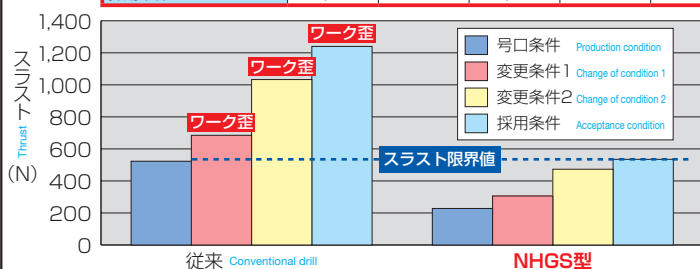 1,400
1,200
1,000
800
600
400
200
0
スラスト Thrust (N)
ワーク歪
ワーク歪
ワーク歪
号口条件 Production condition
変更条件1 Change of condition 1
変更条件2 Change of condition 2
採用条件 Acceptance condition
スラスト限界値
従来 Conventional drill
NHGS型